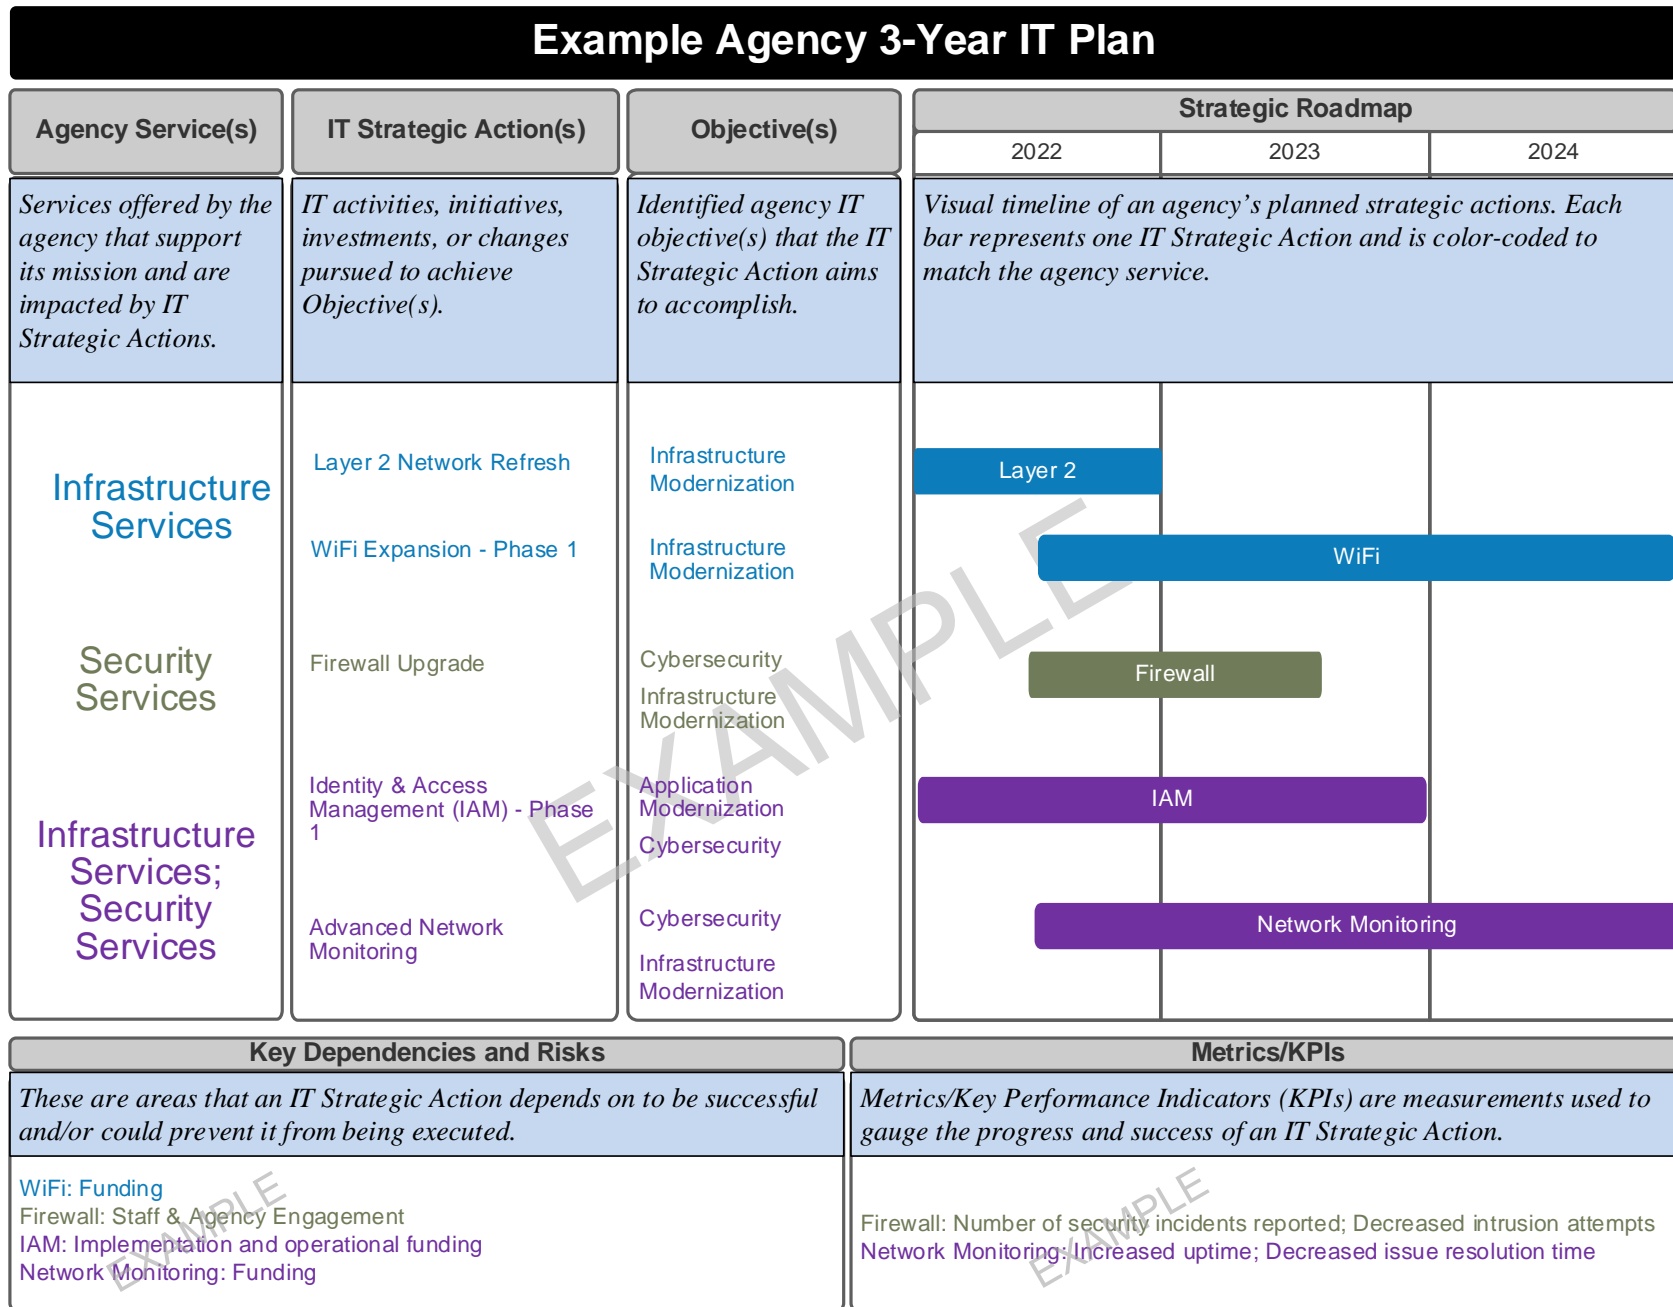 Example Agency 3-Year IT Plan
Agency Service(s)
IT Strategic Action(s)
Objective(s)
Strategic Roadmap
2022
2023
2024
Services offered by the
agency that support
its mission and are
impacted by IT
Strategic Actions.
IT activities, initiatives,
investments, or changes
pursued to achieve
Objective(s).
Identified agency IT
objective(s) that the IT
Strategic Action aims
to accomplish.
Visual timeline of an agency’s planned strategic actions. Each
bar represents one IT Strategic Action and is color-coded to
match the agency service.
Infrastructure
Services
Layer 2 Network Refresh
Infrastructure
Modernization
Layer 2
WiFi Expansion - Phase 1
Infrastructure
Modernization
WiFi
Security
Services
Firewall Upgrade
Cybersecurity
Infrastructure
Modernization
Firewall
Infrastructure
Services;
Security
Services
Identity & Access
Management (IAM) - Phase
1
Application
Modernization
Cybersecurity
IAM
Advanced Network
Monitoring
Cybersecurity
Infrastructure
Modernization
Network Monitoring
EXAMPLE
Key Dependencies and Risks
These are areas that an IT Strategic Action depends on to be successful
and/or could prevent it from being executed.
WiFi: Funding
Firewall: Staff & Agency Engagement
IAM: Implementation and operational funding
Network Monitoring: Funding
EXAMPLE
Metrics/KPIs
Metrics/Key Performance Indicators (KPIs) are measurements used to
gauge the progress and success of an IT Strategic Action.
Firewall: Number of security incidents reported; Decreased intrusion attempts
Network Monitoring: Increased uptime; Decreased issue resolution time
EXAMPLE